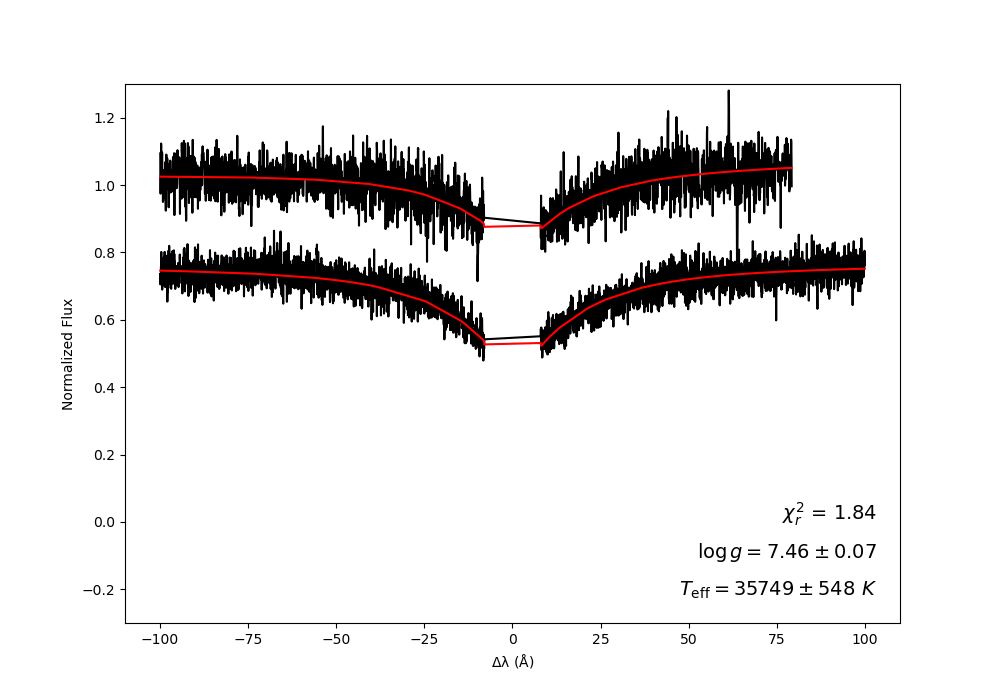 1.2
1.0
0.8
0.6
0.4
0.2
0.0
−0.2
Normalized Flux
χ²ᵣ = 1.84
log g = 7.46 ± 0.07
T_eff = 35749 ± 548 K
−100 −75 −50 −25 0 25 50 75 100
Δλ (Å)